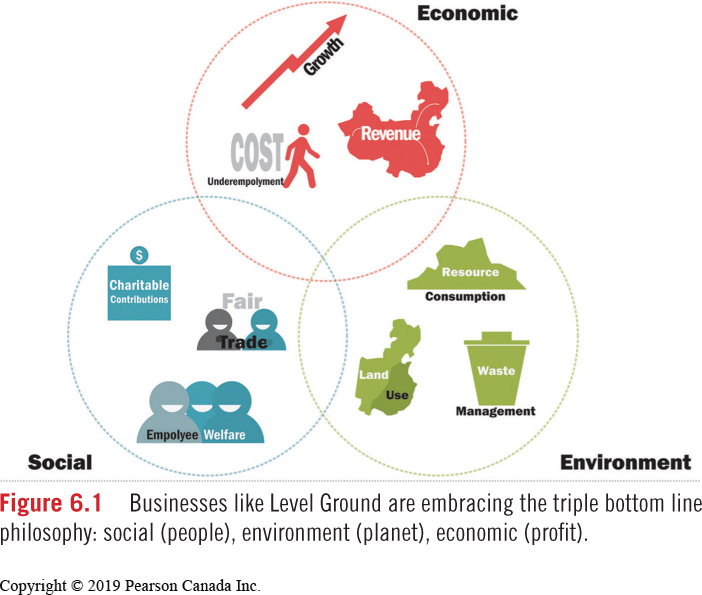 Economic
Growth
COST
Underempolyment
Revenue
$
Charitable
Contributions
Fair
Trade
Empolyee Welfare
Social
Resource
Consumption
Land
Use
Waste
Management
Environment
Figure 6.1 Businesses like Level Ground are embracing the triple bottom line
philosophy: social (people), environment (planet), economic (profit).
Copyright © 2019 Pearson Canada Inc.